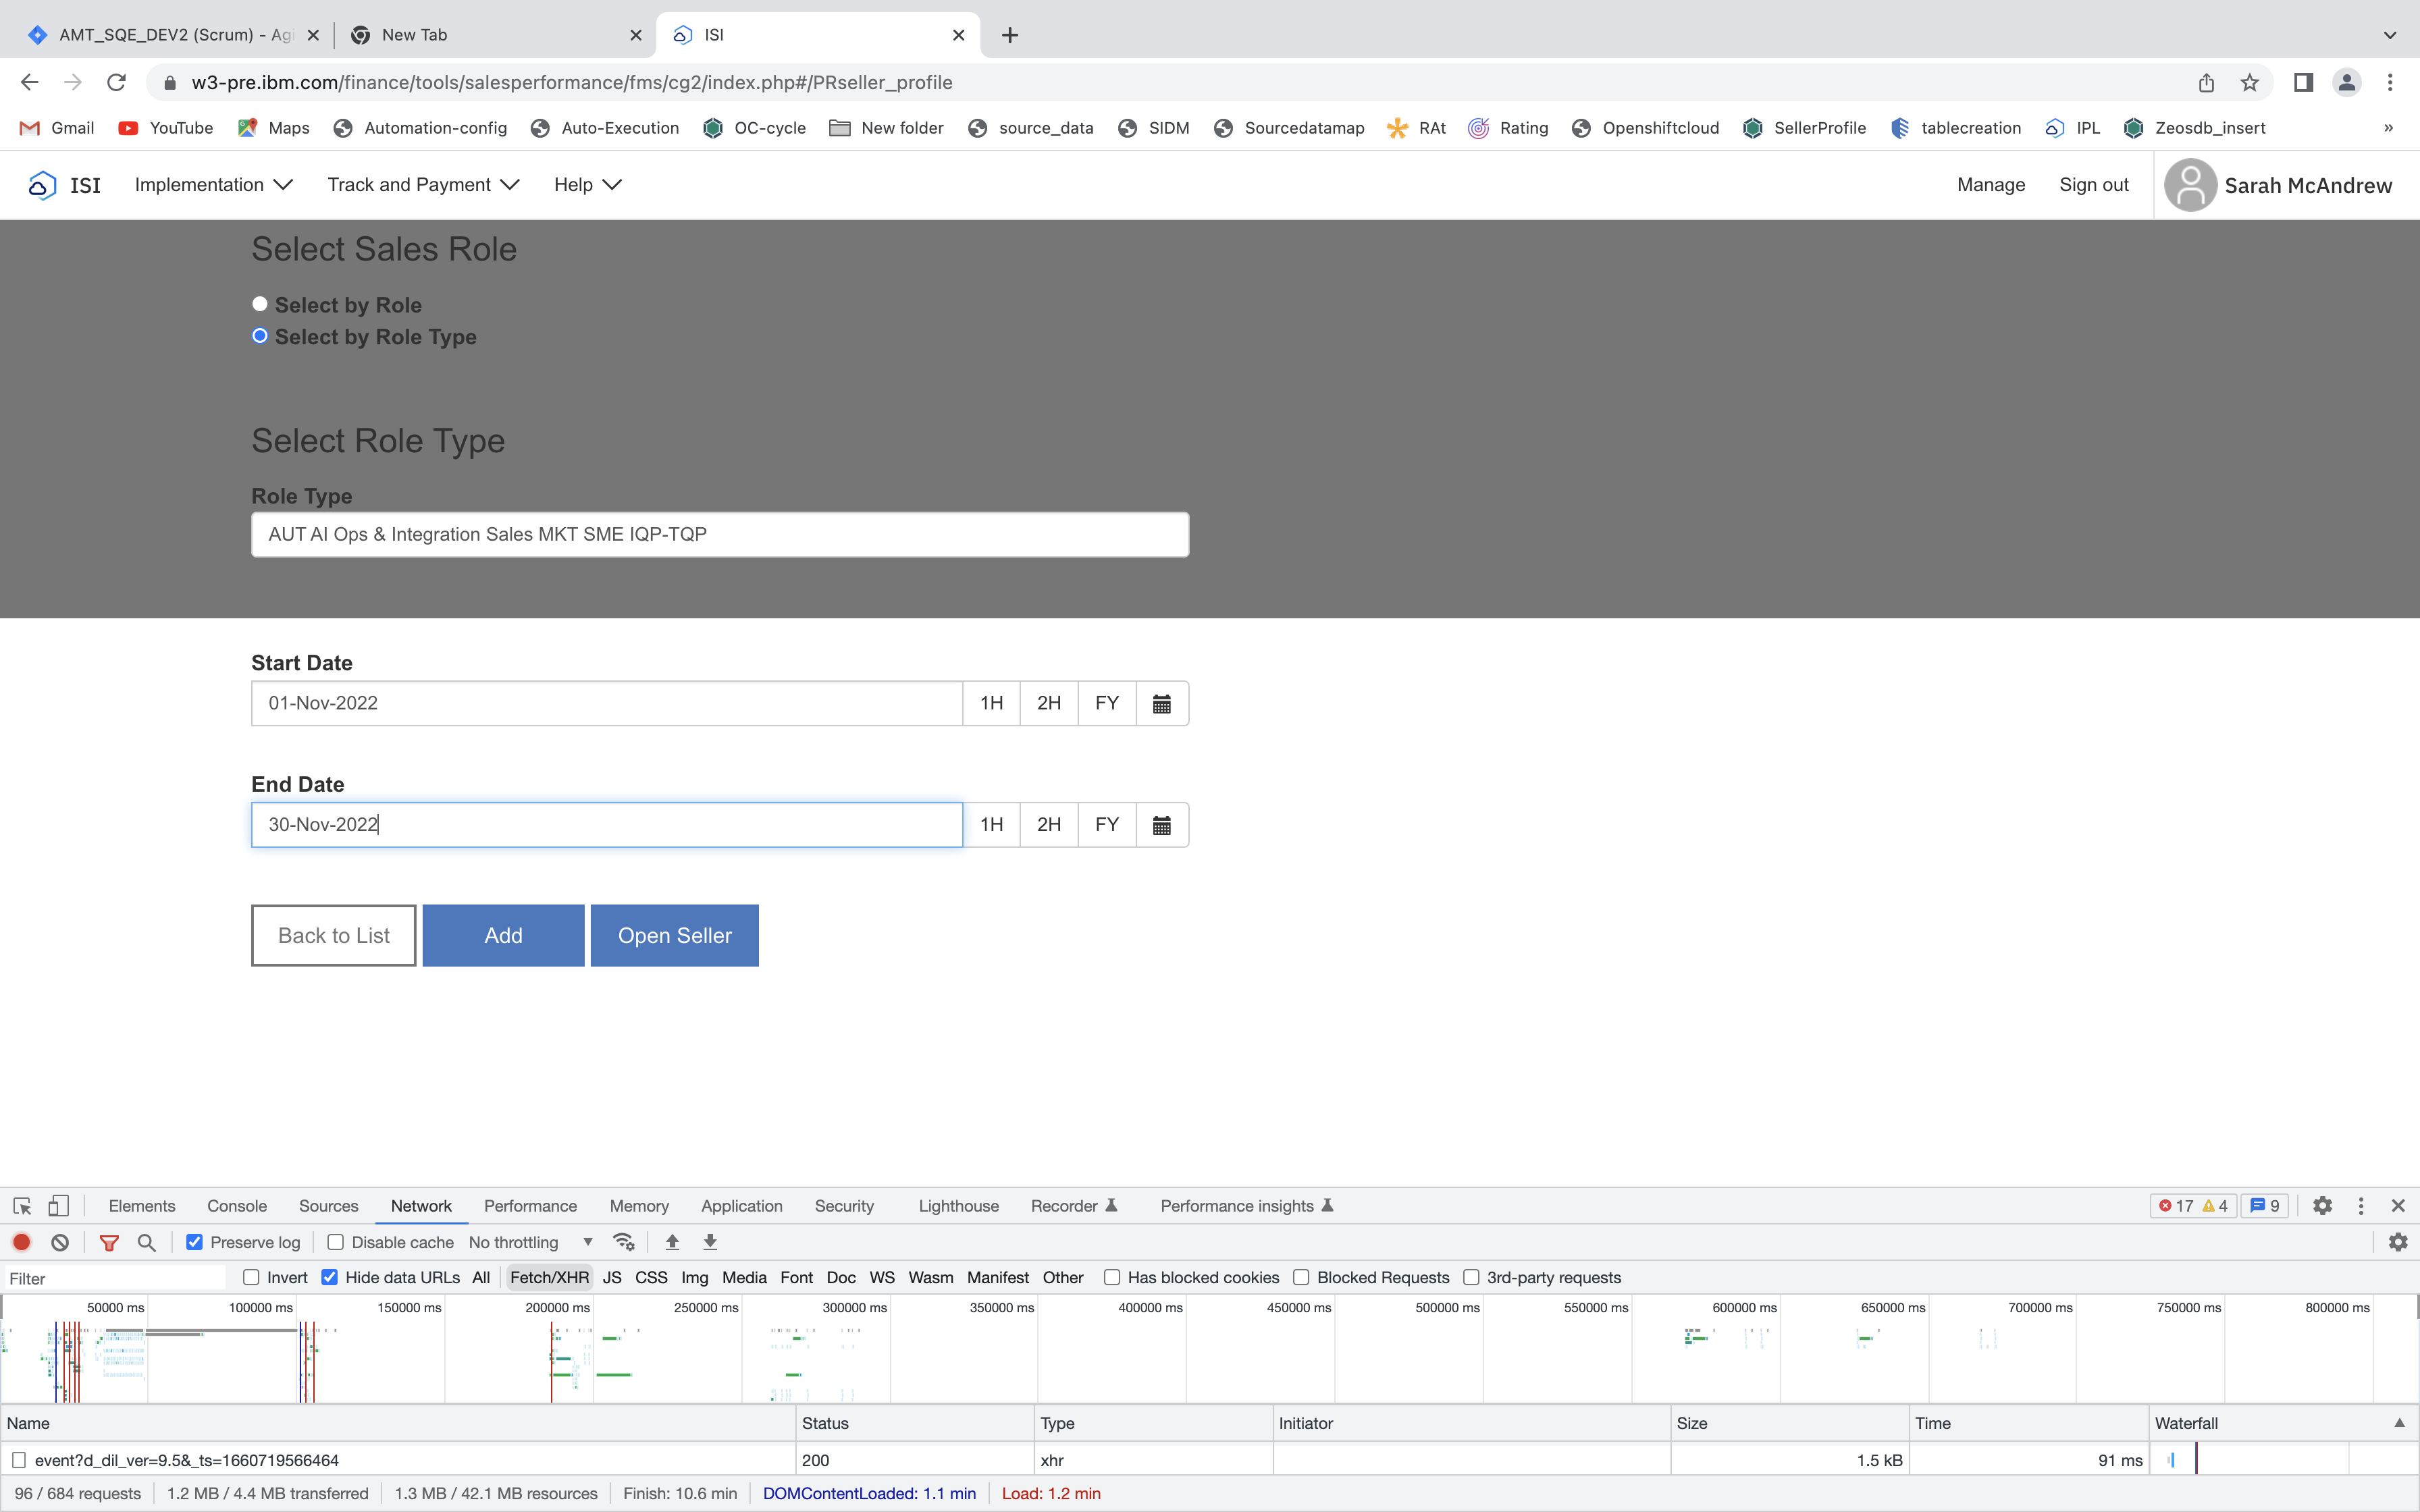 AMT_SQE_DEV2 (Scrum) - Agi
New Tab
ISI
w3-pre.ibm.com/finance/tools/salesperformance/fms/cg2/index.php#/PRseller_profile
Gmail YouTube Maps Automation-config Auto-Execution OC-cycle New folder source_data SIDM Sourcedatamap RAt Rating Openshiftcloud SellerProfile tablecreation IPL Zeosdb_insert »
ISI Implementation Track and Payment Help Manage Sign out Sarah McAndrew
Select Sales Role
Select by Role
Select by Role Type
Select Role Type
Role Type
AUT AI Ops & Integration Sales MKT SME IQP-TQP
Start Date
01-Nov-2022 1H 2H FY
End Date
30-Nov-2022 1H 2H FY
Back to List Add Open Seller
Elements Console Sources Network Performance Memory Application Security Lighthouse Recorder Performance insights 17 4 9
Preserve log Disable cache No throttling
Filter Invert Hide data URLs All Fetch/XHR JS CSS Img Media Font Doc WS Wasm Manifest Other Has blocked cookies Blocked Requests 3rd-party requests
50000 ms 100000 ms 150000 ms 200000 ms 250000 ms 300000 ms 350000 ms 400000 ms 450000 ms 500000 ms 550000 ms 600000 ms 650000 ms 700000 ms 750000 ms 800000 ms
Name Status Type Initiator Size Time Waterfall
event?d_dil_ver=9.5&_ts=1660719566464 200 xhr 1.5 kB 91 ms
96 / 684 requests 1.2 MB / 4.4 MB transferred 1.3 MB / 42.1 MB resources Finish: 10.6 min DOMContentLoaded: 1.1 min Load: 1.2 min